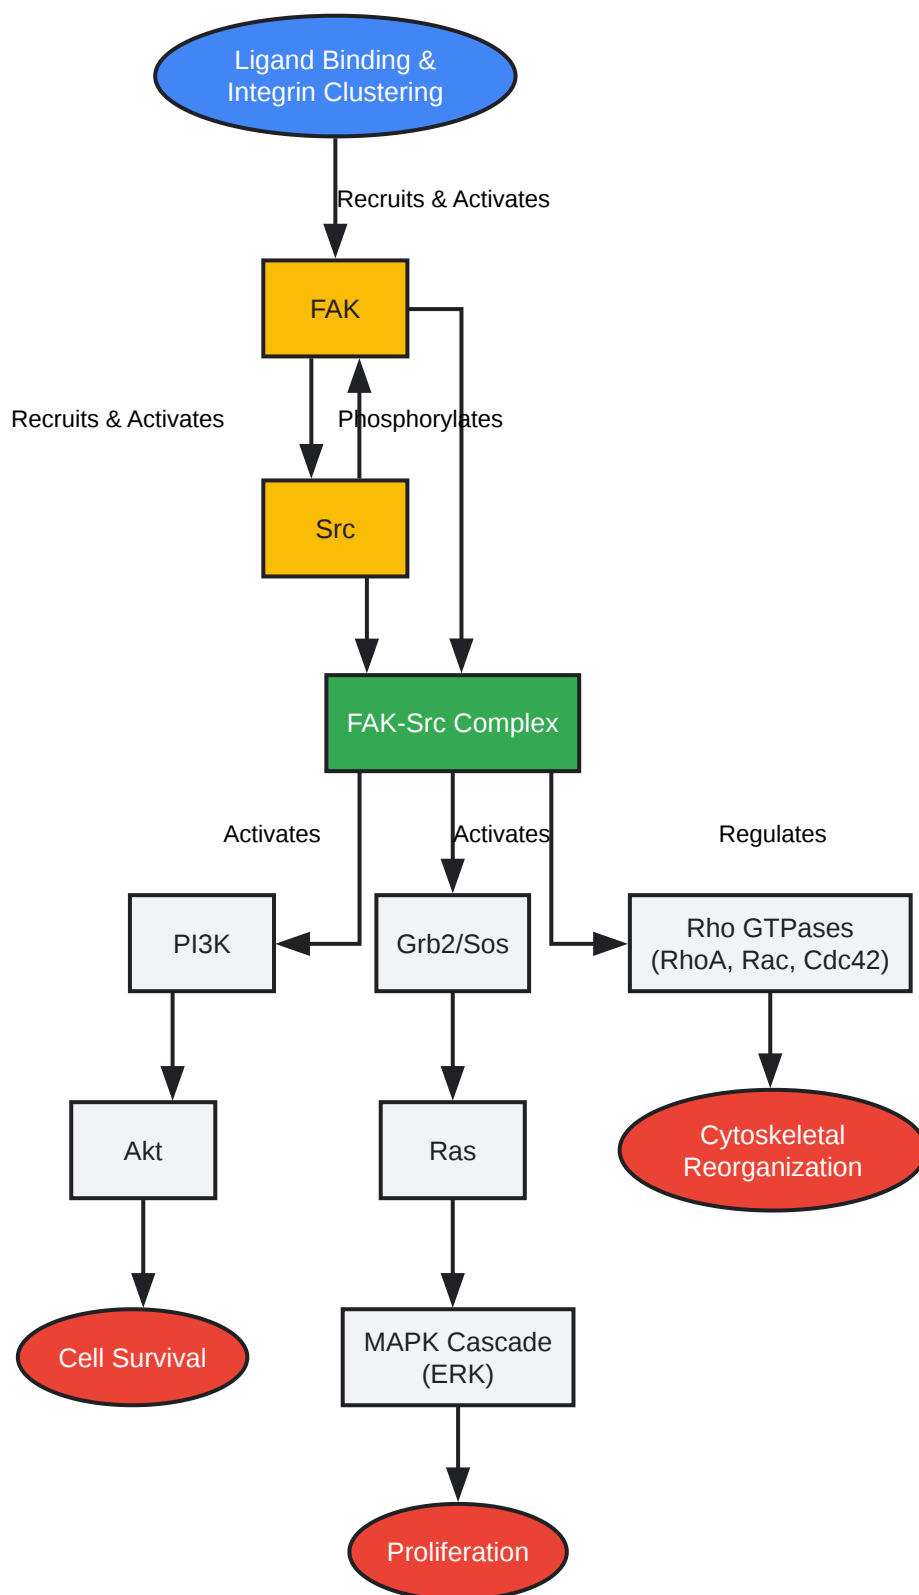 Ligand Binding &
Integrin Clustering
Recruits & Activates
FAK
Recruits & Activates
Phosphorylates
Src
FAK-Src Complex
Activates
Activates
Regulates
PI3K
Grb2/Sos
Rho GTPases
(RhoA, Rac, Cdc42)
Akt
Ras
Cytoskeletal
Reorganization
Cell Survival
MAPK Cascade
(ERK)
Proliferation